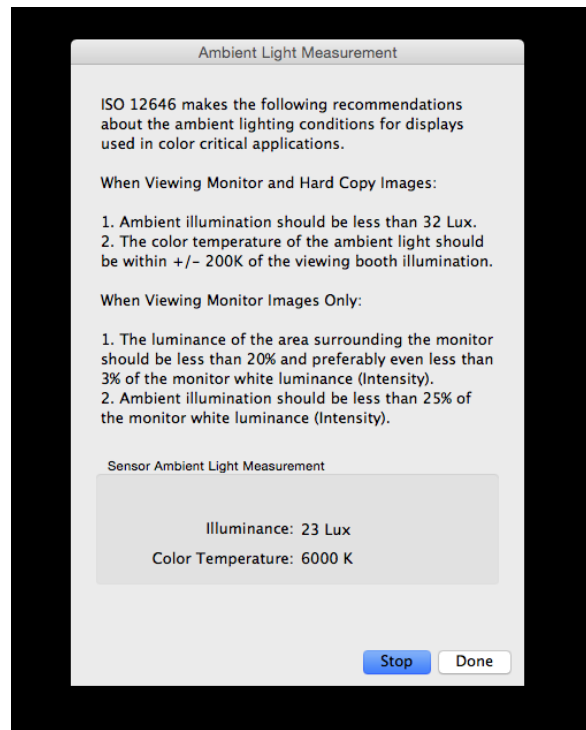 Ambient Light Measurement
ISO 12646 makes the following recommendations
about the ambient lighting conditions for displays
used in color critical applications.
When Viewing Monitor and Hard Copy Images:
1. Ambient illumination should be less than 32 Lux.
2. The color temperature of the ambient light should
be within +/- 200K of the viewing booth illumination.
When Viewing Monitor Images Only:
1. The luminance of the area surrounding the monitor
should be less than 20% and preferably even less than
3% of the monitor white luminance (Intensity).
2. Ambient illumination should be less than 25% of
the monitor white luminance (Intensity).
Sensor Ambient Light Measurement
Illuminance: 23 Lux
Color Temperature: 6000 K
Stop Done